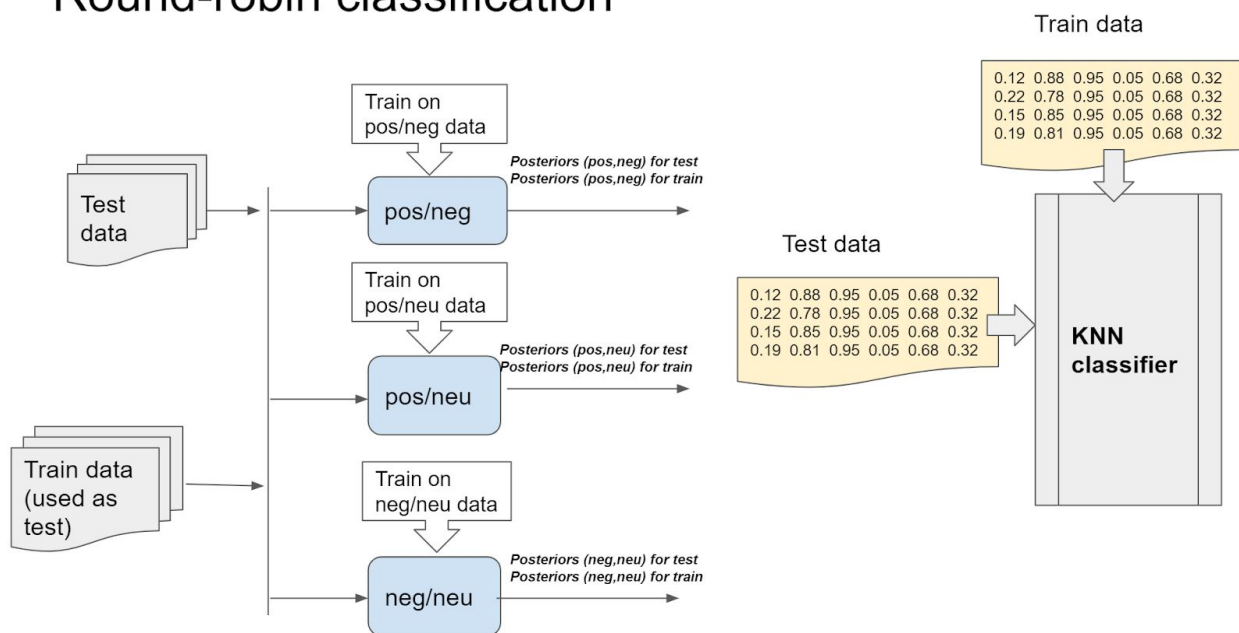 Round-robin classification
Test
data
Train data
(used as
test)
Train on
pos/neg data
pos/neg
Posteriors (pos,neg) for test
Posteriors (pos,neg) for train
Train on
pos/neu data
pos/neu
Posteriors (pos,neu) for test
Posteriors (pos,neu) for train
Train on
neg/neu data
neg/neu
Posteriors (neg,neu) for test
Posteriors (neg,neu) for train
Train data
0.12 0.88 0.95 0.05 0.68 0.32
0.22 0.78 0.95 0.05 0.68 0.32
0.15 0.85 0.95 0.05 0.68 0.32
0.19 0.81 0.95 0.05 0.68 0.32
Test data
0.12 0.88 0.95 0.05 0.68 0.32
0.22 0.78 0.95 0.05 0.68 0.32
0.15 0.85 0.95 0.05 0.68 0.32
0.19 0.81 0.95 0.05 0.68 0.32
KNN
classifier